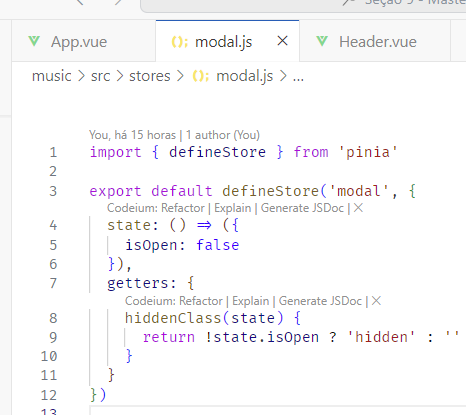 Seção 9 - Maste
App.vue
modal.js
Header.vue
music > src > stores > modal.js > ...
You, há 15 horas | 1 author (You)
1 import { defineStore } from 'pinia'
2
3 export default defineStore('modal', {
Codeium: Refactor | Explain | Generate JSDoc | X
4 state: () => ({
5 isOpen: false
6 }),
7 getters: {
Codeium: Refactor | Explain | Generate JSDoc | X
8 hiddenClass(state) {
9 return !state.isOpen ? 'hidden' : ''
10 }
11 }
12 })
13